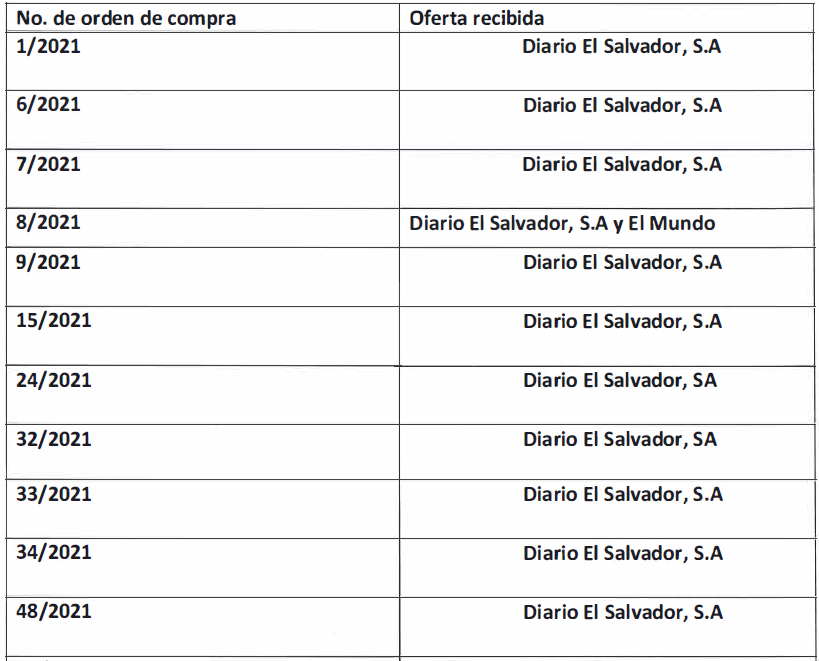 No. de orden de compra Oferta recibida
1/2021 Diario El Salvador, S.A
6/2021 Diario El Salvador, S.A
7/2021 Diario El Salvador, S.A
8/2021 Diario El Salvador, S.A y El Mundo
9/2021 Diario El Salvador, S.A
15/2021 Diario El Salvador, S.A
24/2021 Diario El Salvador, SA
32/2021 Diario El Salvador, SA
33/2021 Diario El Salvador, S.A
34/2021 Diario El Salvador, S.A
48/2021 Diario El Salvador, S.A